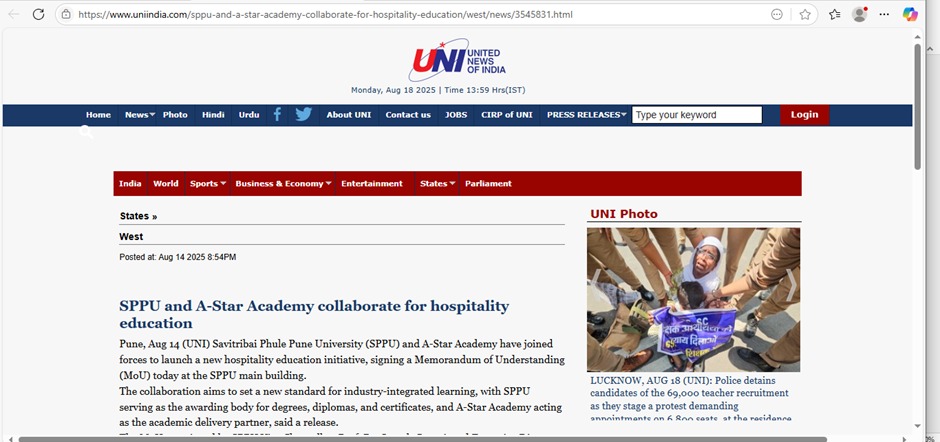 https://www.uniindia.com/sppu-and-a-star-academy-collaborate-for-hospitality-education/west/news/3545831.html
UNI UNITED
NEWS
OF INDIA
Monday, Aug 18 2025 | Time 13:59 Hrs(IST)
Home News Photo Hindi Urdu About UNI Contact us JOBS CIRP of UNI PRESS RELEASES Type your keyword Login
India World Sports Business & Economy Entertainment States Parliament
States »
West
Posted at: Aug 14 2025 8:54PM
SPPU and A-Star Academy collaborate for hospitality
education
Pune, Aug 14 (UNI) Savitribai Phule Pune University (SPPU) and A-Star Academy have joined
forces to launch a new hospitality education initiative, signing a Memorandum of Understanding
(MoU) today at the SPPU main building.
The collaboration aims to set a new standard for industry-integrated learning, with SPPU
serving as the awarding body for degrees, diplomas, and certificates, and A-Star Academy acting
as the academic delivery partner, said a release.
UNI Photo
SC
LUCKNOW, AUG 18 (UNI): Police detains
candidates of the 69,000 teacher recruitment
as they stage a protest demanding
appointments on 6,800 seats, at the residence